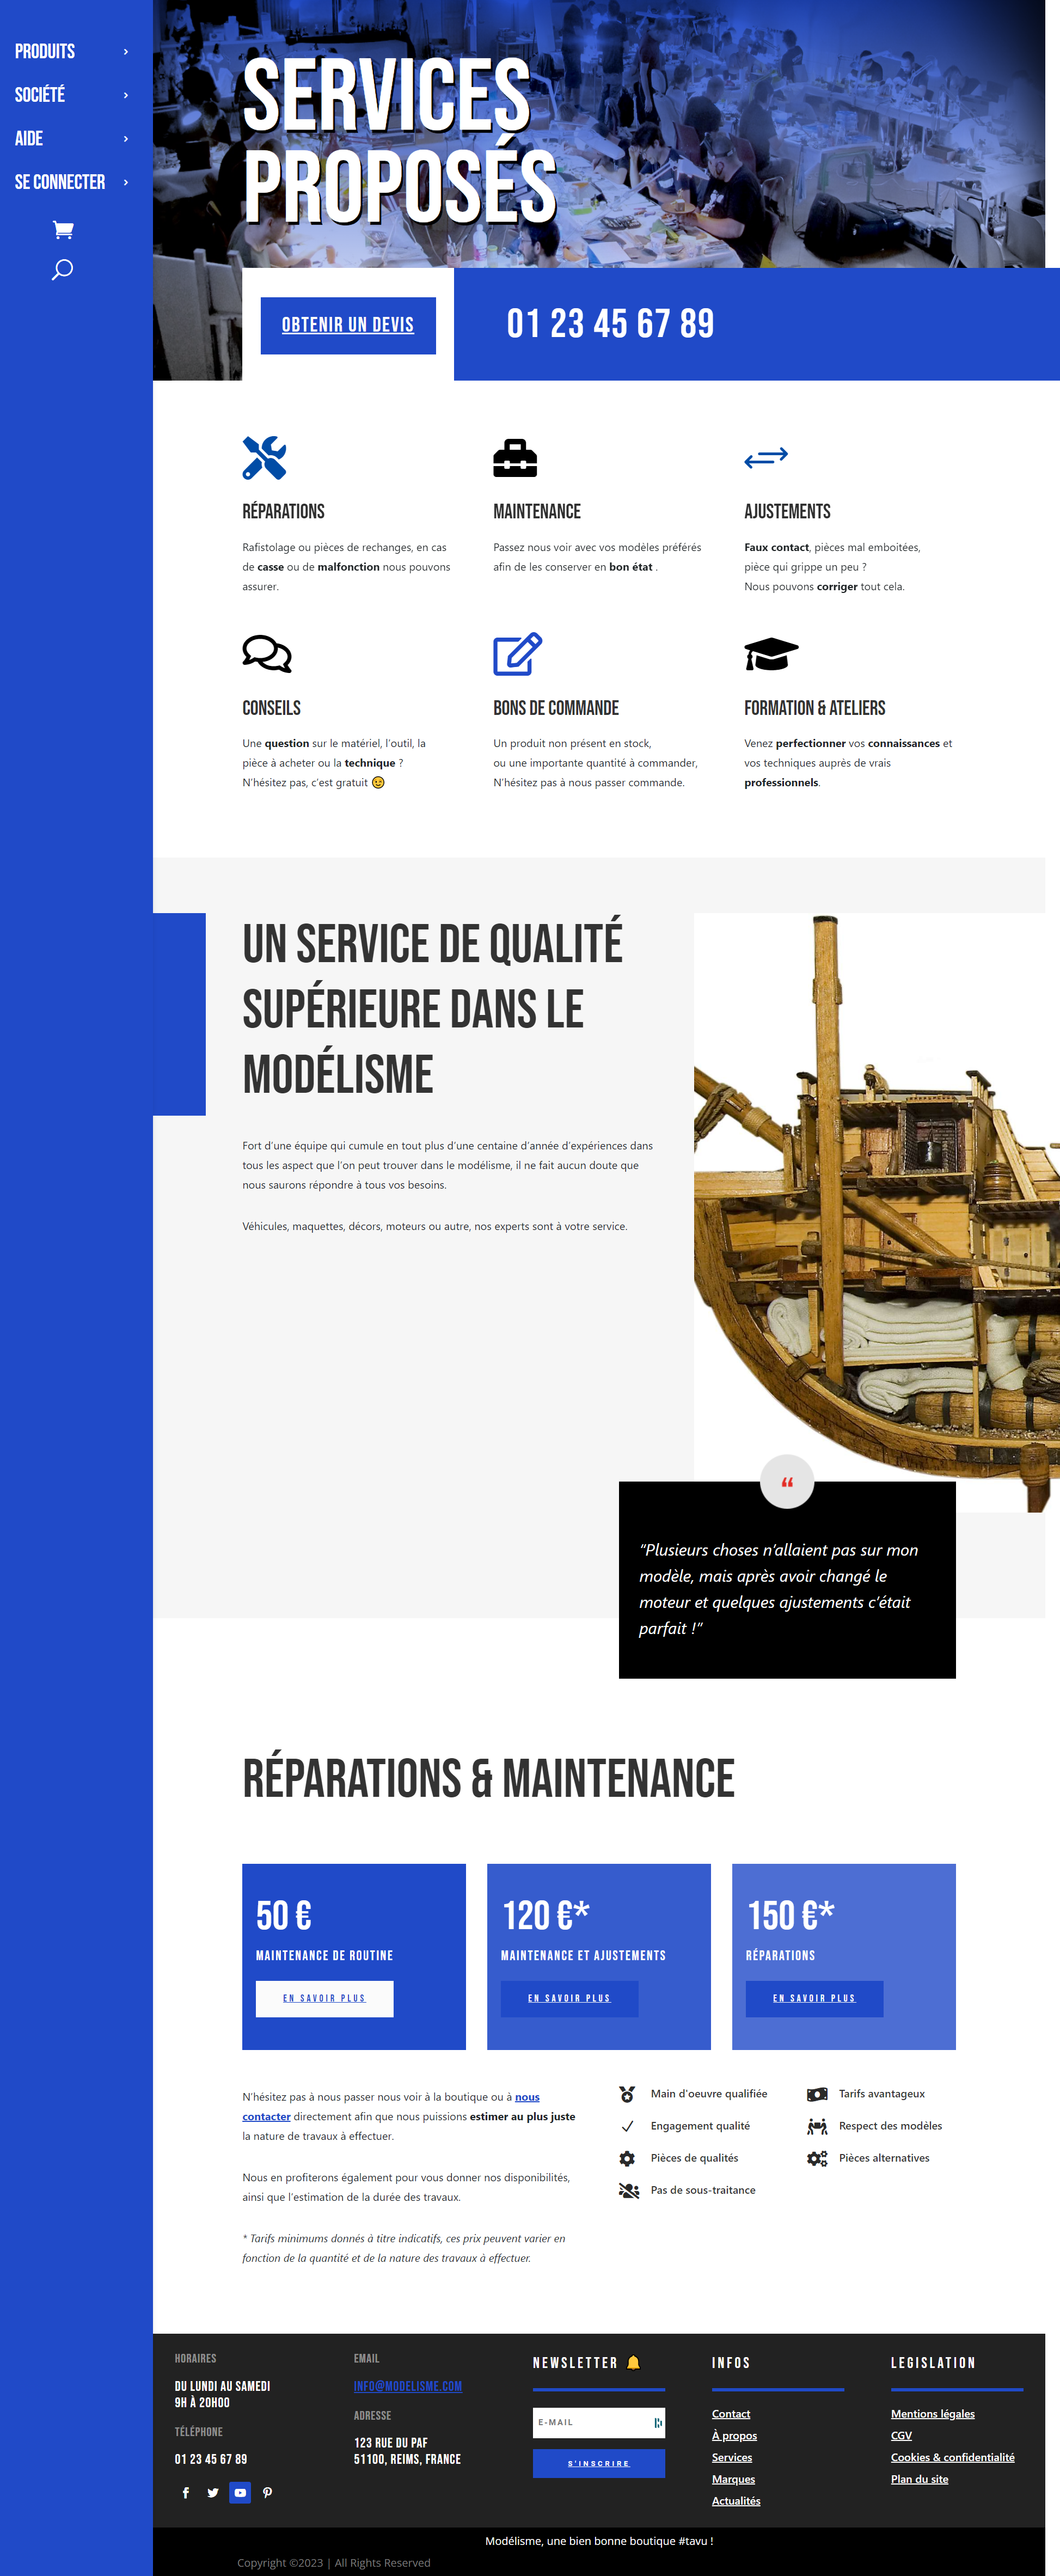 PRODUITS
SOCIÉTÉ
AIDE
SE CONNECTER
SERVICES
PROPOSÉS
OBTENIR UN DEVIS
01 23 45 67 89
RÉPARATIONS
Rafistolage ou pièces de rechanges, en cas
de casse ou de malfonction nous pouvons
assurer.
MAINTENANCE
Passez nous voir avec vos modèles préférés
afin de les conserver en bon état .
AJUSTEMENTS
Faux contact, pièces mal emboitées,
pièce qui grippe un peu ?
Nous pouvons corriger tout cela.
CONSEILS
Une question sur le matériel, l'outil, la
pièce à acheter ou la technique ?
N'hésitez pas, c'est gratuit 😉
BONS DE COMMANDE
Un produit non présent en stock,
ou une importante quantité à commander,
N'hésitez pas à nous passer commande.
FORMATION & ATELIERS
Venez perfectionner vos connaissances et
vos techniques auprès de vrais
professionnels.
UN SERVICE DE QUALITÉ
SUPÉRIEURE DANS LE
MODÉLISME
Fort d'une équipe qui cumule en tout plus d'une centaine d'année d'expériences dans
tous les aspect que l'on peut trouver dans le modélisme, il ne fait aucun doute que
nous saurons répondre à tous vos besoins.
Véhicules, maquettes, décors, moteurs ou autre, nos experts sont à votre service.
“
“Plusieurs choses n’allaient pas sur mon
modèle, mais après avoir changé le
moteur et quelques ajustements c’était
parfait !”
RÉPARATIONS & MAINTENANCE
50 €
MAINTENANCE DE ROUTINE
EN SAVOIR PLUS
120 €*
MAINTENANCE ET AJUSTEMENTS
EN SAVOIR PLUS
150 €*
RÉPARATIONS
EN SAVOIR PLUS
N'hésitez pas à nous passer nous voir à la boutique ou à nous
contacter directement afin que nous puissions estimer au plus juste
la nature de travaux à effectuer.
Nous en profiterons également pour vous donner nos disponibilités,
ainsi que l'estimation de la durée des travaux.
* Tarifs minimums donnés à titre indicatifs, ces prix peuvent varier en
fonction de la quantité et de la nature des travaux à effectuer.
Main d'oeuvre qualifiée
Engagement qualité
Pièces de qualités
Pas de sous-traitance
Tarifs avantageux
Respect des modèles
Pièces alternatives
HORAIRES
DU LUNDI AU SAMEDI
9H À 20H00
TÉLÉPHONE
01 23 45 67 89
EMAIL
INFO@MODELISME.COM
ADRESSE
123 RUE DU PAF
51100, REIMS, FRANCE
NEWSLETTER 🔔
E-MAIL
S'INSCRIRE
INFOS
Contact
À propos
Services
Marques
Actualités
LEGISLATION
Mentions légales
CGV
Cookies & confidentialité
Plan du site
Modélisme, une bien bonne boutique #tavu !
Copyright ©2023 | All Rights Reserved